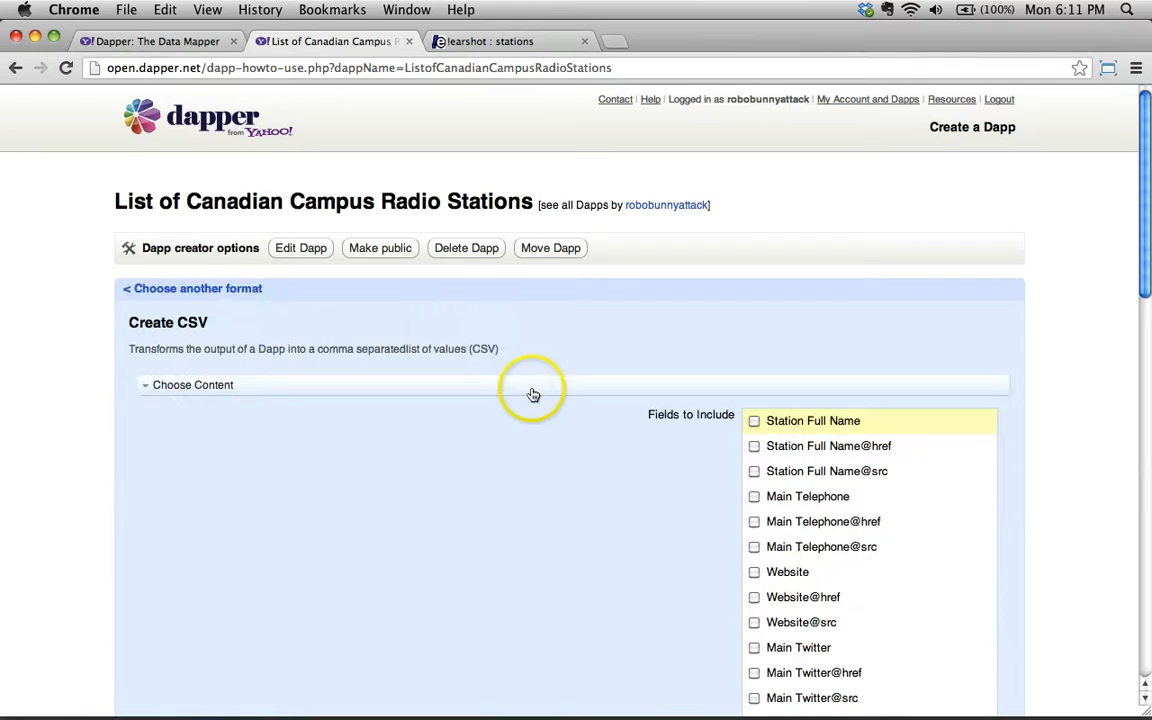 Chrome File Edit View History Bookmarks Window Help (100%) Mon 6:11 PM
Y! Dapper: The Data Mapper Y! List of Canadian Campus R !earshot : stations
open.dapper.net/dapp-howto-use.php?dappName=ListofCanadianCampusRadioStations
Contact | Help | Logged in as robobunnyattack | My Account and Dapps | Resources | Logout
dapper
from YAHOO!
Create a Dapp
List of Canadian Campus Radio Stations [see all Dapps by robobunnyattack]
Dapp creator options Edit Dapp Make public Delete Dapp Move Dapp
< Choose another format
Create CSV
Transforms the output of a Dapp into a comma separatedlist of values (CSV)
Choose Content
Fields to Include
Station Full Name
Station Full Name@href
Station Full Name@src
Main Telephone
Main Telephone@href
Main Telephone@src
Website
Website@href
Website@src
Main Twitter
Main Twitter@href
Main Twitter@src